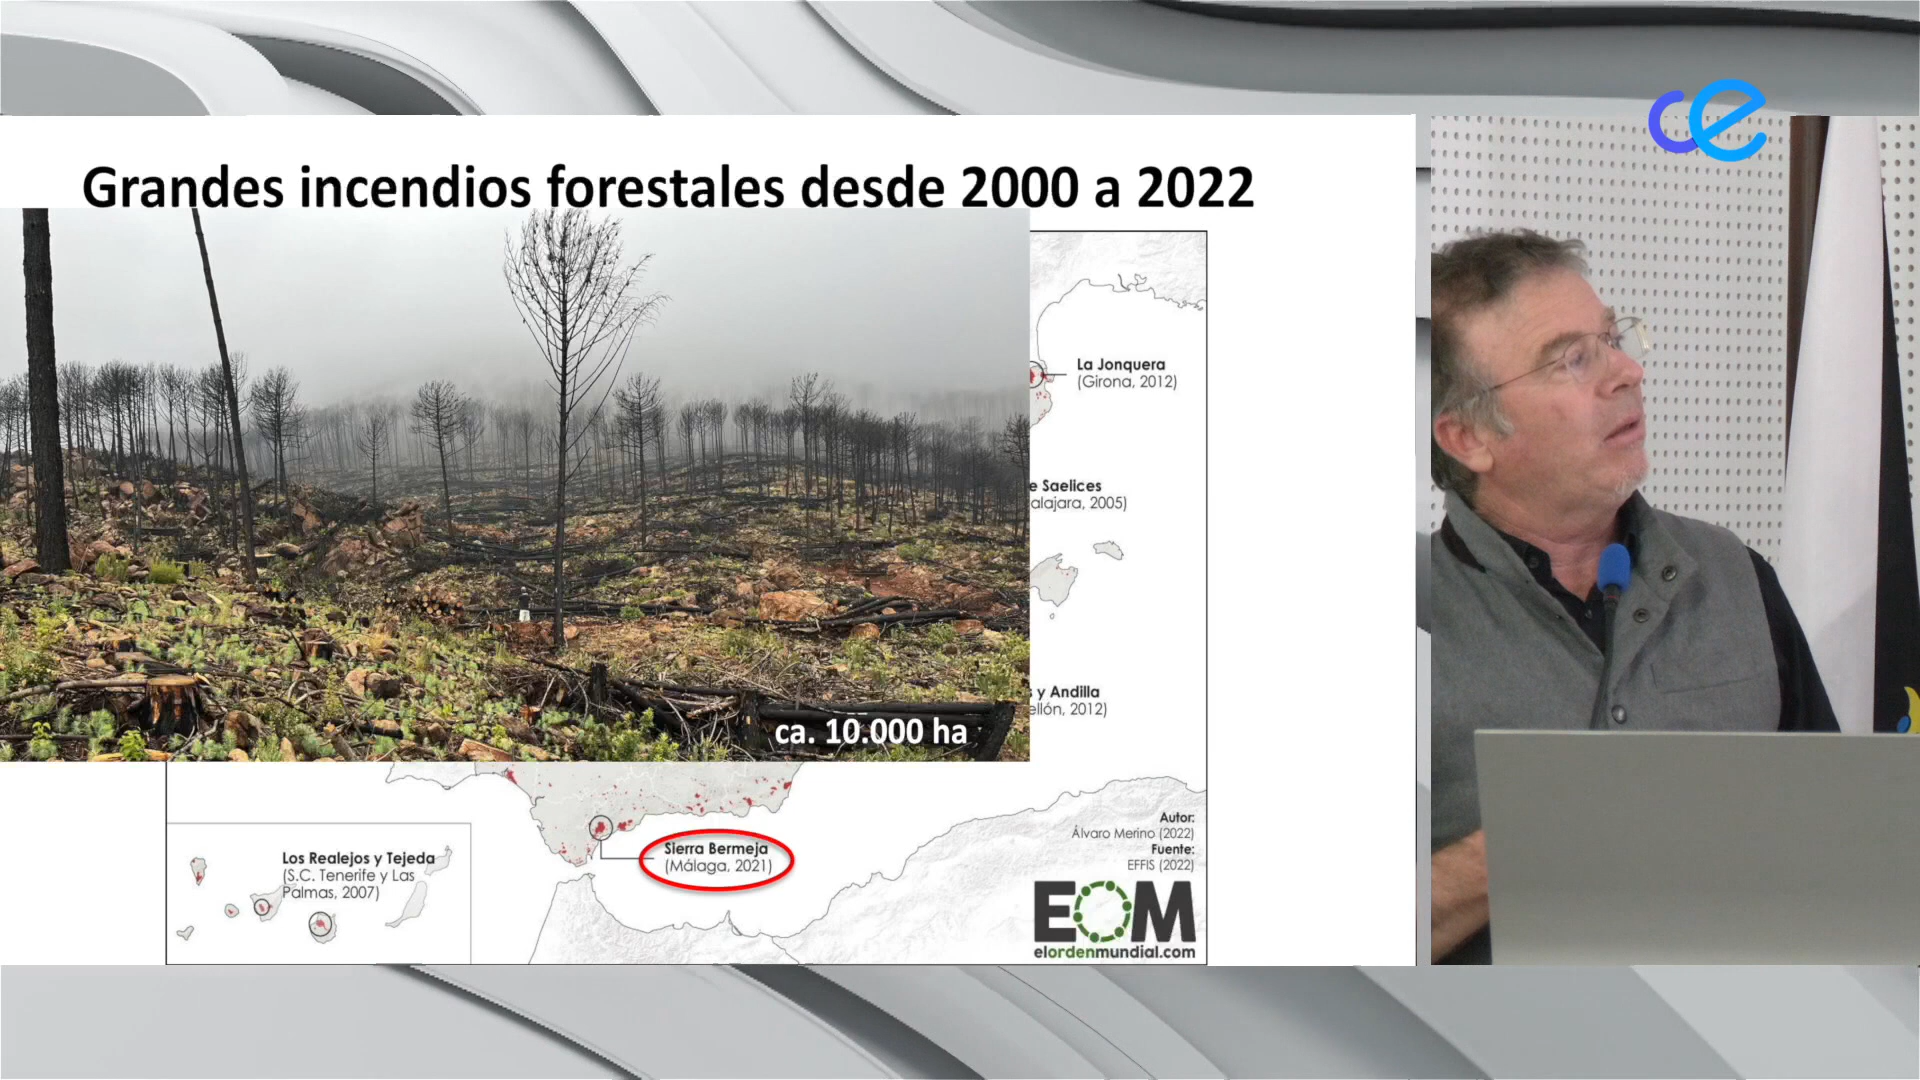 ce
Grandes incendios forestales desde 2000 a 2022
La Jonquera
(Girona, 2012)
e Saelices
alajara, 2005)
y Andilla
ellón, 2012)
ca. 10.000 ha
Sierra Bermeja
(Málaga, 2021)
Los Realejos y Tejeda
(S.C. Tenerife y Las
Palmas, 2007)
Autor:
Álvaro Merino (2022)
Fuente:
EFFIS (2022)
EOM
elordenmundial.com